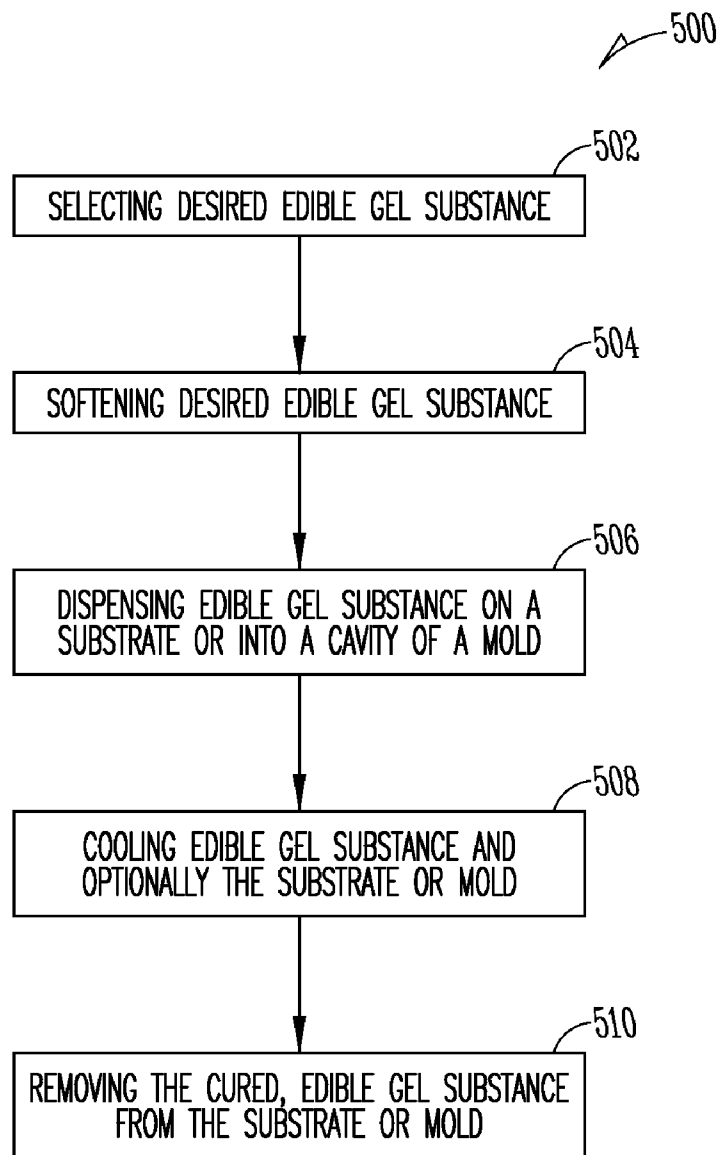 500
502
SELECTING DESIRED EDIBLE GEL SUBSTANCE
504
SOFTENING DESIRED EDIBLE GEL SUBSTANCE
506
DISPENSING EDIBLE GEL SUBSTANCE ON A
SUBSTRATE OR INTO A CAVITY OF A MOLD
508
COOLING EDIBLE GEL SUBSTANCE AND
OPTIONALLY THE SUBSTRATE OR MOLD
510
REMOVING THE CURED, EDIBLE GEL SUBSTANCE
FROM THE SUBSTRATE OR MOLD